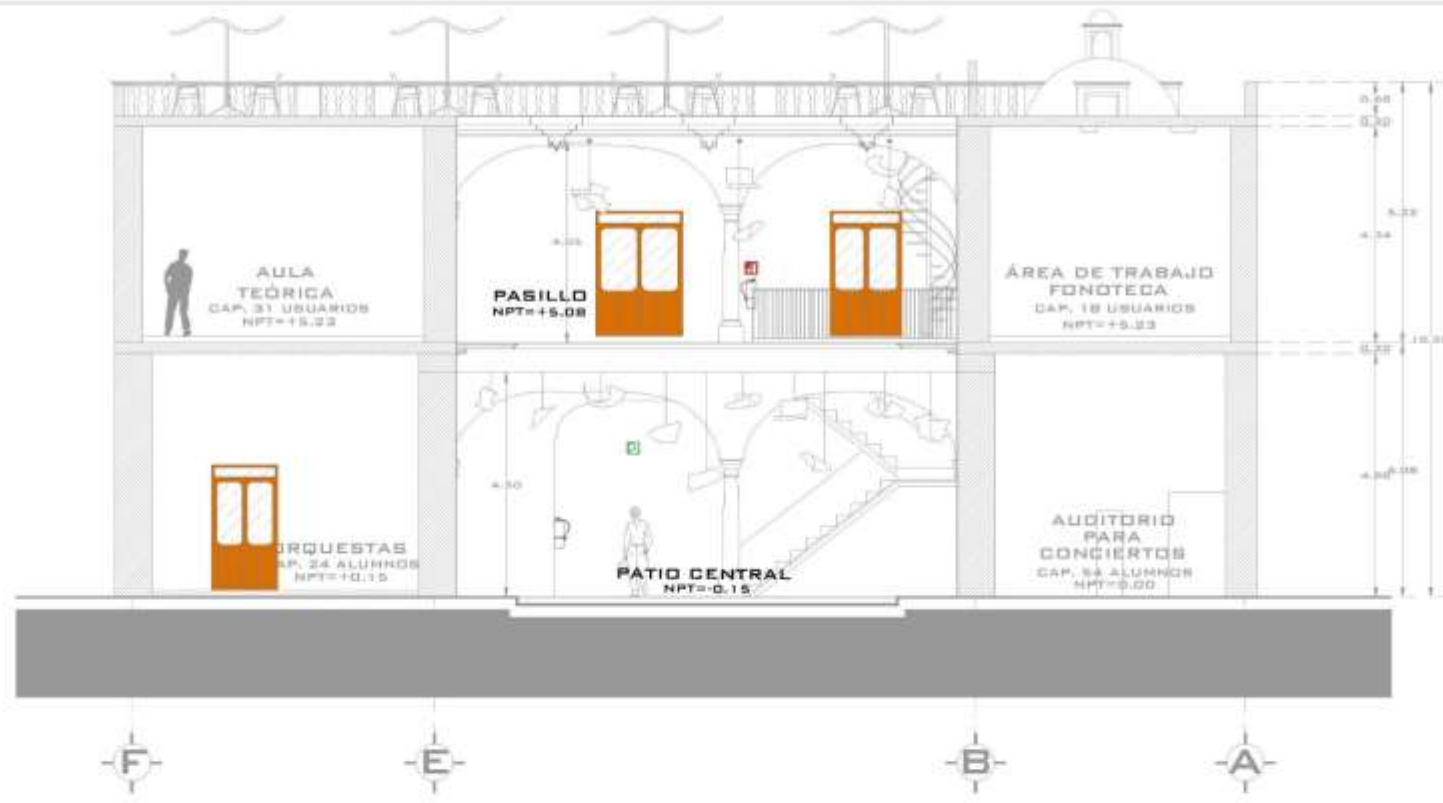 AULA
TEÓRICA
CAP. 31 USUARIOS
NPT=+5.23
PASILLO
NPT=+5.08
ÁREA DE TRABAJO
FONOTECA
CAP. 18 USUARIOS
NPT=+5.23
ORQUESTAS
CAP. 24 ALUMNOS
NPT=+0.15
PATIO CENTRAL
NPT=-0.15
AUDITORIO
PARA
CONCIERTOS
CAP. 54 ALUMNOS
NPT=0.00
4.50
F
E
B
A